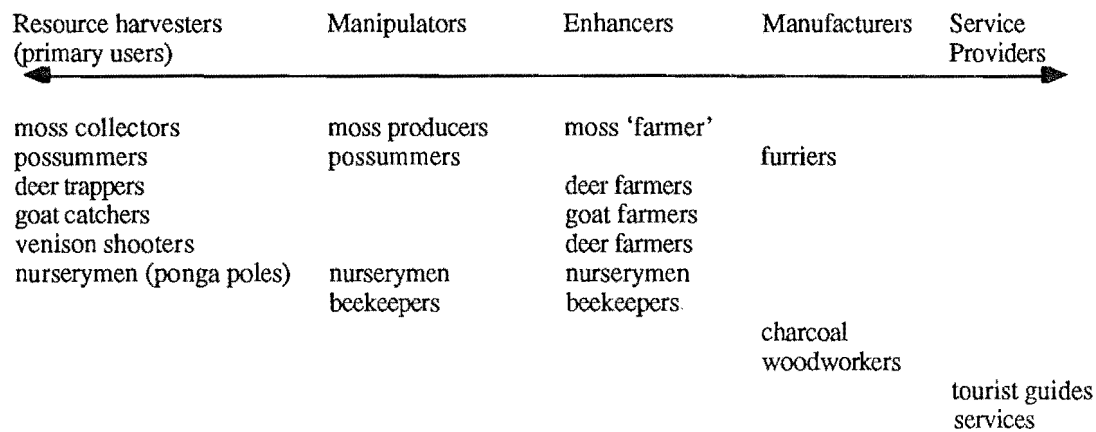 Resource harvesters Manipulators Enhancers Manufacturers Service
(primary users) Providers
moss collectors moss producers moss ‘farmer’
possummers possummers furriers
deer trappers deer farmers
goat catchers goat farmers
venison shooters deer farmers
nurserymen (ponga poles) nurserymen nurserymen
beekeepers beekeepers
charcoal
woodworkers
tourist guides
services